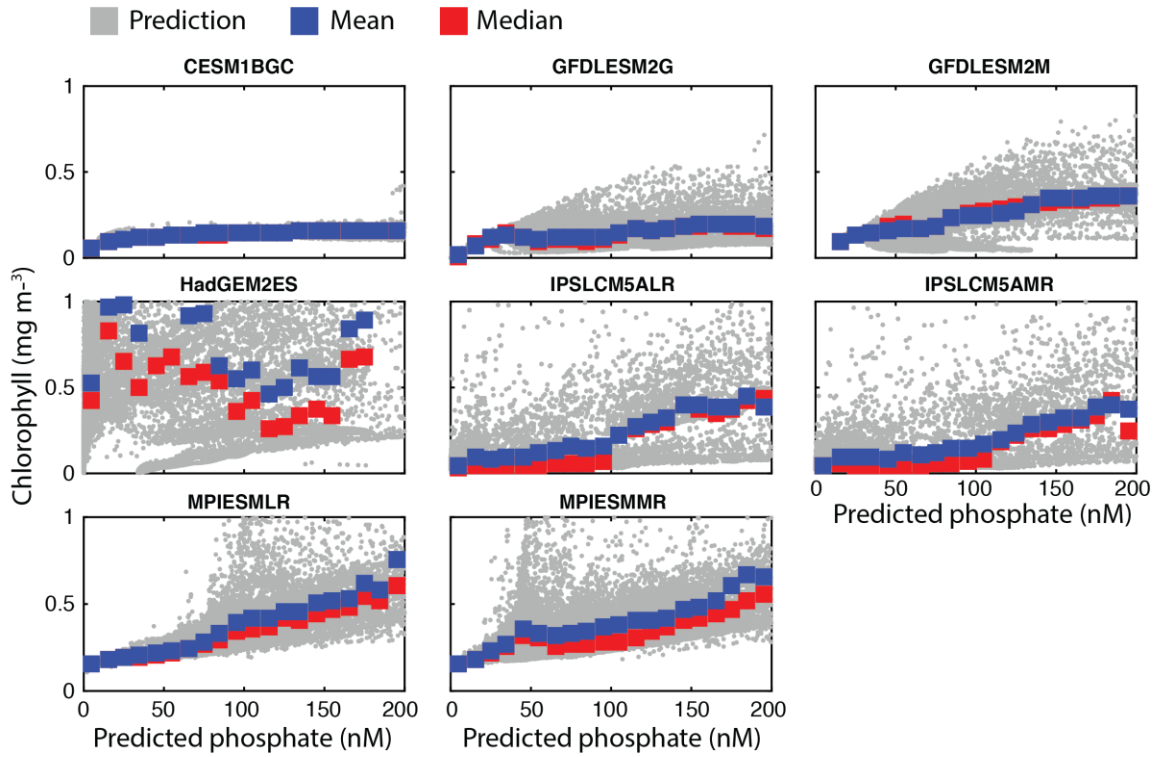 Prediction Mean Median
CESM1BGC GFDLESM2G GFDLESM2M
1
0.5
0
HadGEM2ES IPSLCM5ALR IPSLCM5AMR
1
0.5
0
0 50 100 150 200
Predicted phosphate (nM)
MPIESMLR MPIESMMR
1
0.5
0
0 50 100 150 200 0 50 100 150 200
Predicted phosphate (nM) Predicted phosphate (nM)
Chlorophyll (mg m⁻³)